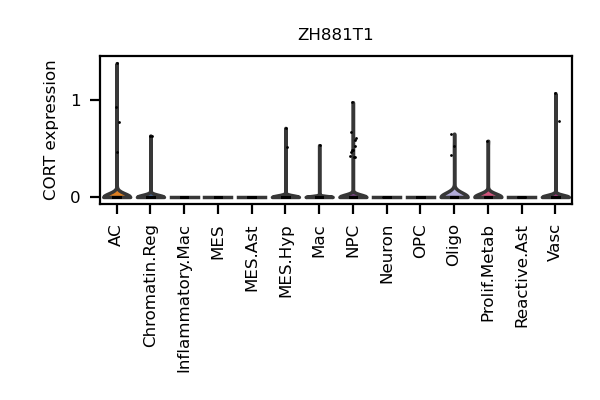 ZH881T1
CORT expression
1
0
AC
Chromatin.Reg
Inflammatory.Mac
MES
MES.Ast
MES.Hyp
Mac
NPC
Neuron
OPC
Oligo
Prolif.Metab
Reactive.Ast
Vasc